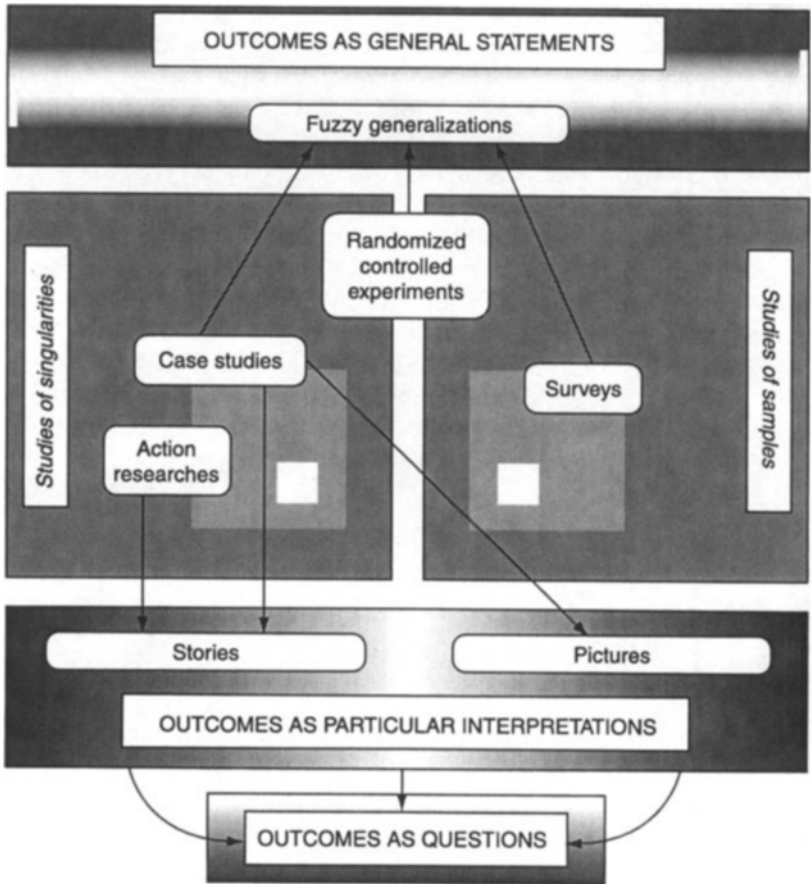 OUTCOMES AS GENERAL STATEMENTS
Fuzzy generalizations
Randomized
controlled
experiments
Studies of singularities
Case studies
Surveys
Studies of samples
Action
researches
Stories
Pictures
OUTCOMES AS PARTICULAR INTERPRETATIONS
OUTCOMES AS QUESTIONS